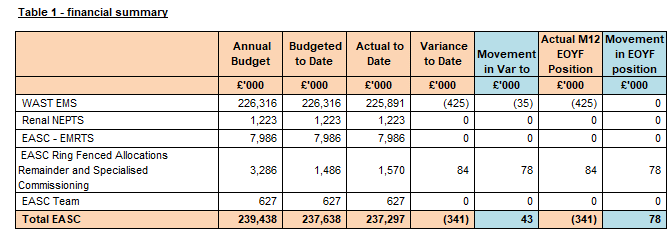 Table 1 - financial summary
Annual Budget Budgeted to Date Actual to Date Variance to Date Movement in Var to Actual M12 EOYF Position Movement in EOYF position
£'000 £'000 £'000 £'000 £'000 £'000 £'000
WAST EMS 226,316 226,316 225,891 (425) (35) (425) 0
Renal NEPTS 1,223 1,223 1,223 0 0 0 0
EASC - EMRTS 7,986 7,986 7,986 0 0 0 0
EASC Ring Fenced Allocations
Remainder and Specialised 3,286 1,486 1,570 84 78 84 78
Commissioning
EASC Team 627 627 627 0 0 0 0
Total EASC 239,438 237,638 237,297 (341) 43 (341) 78